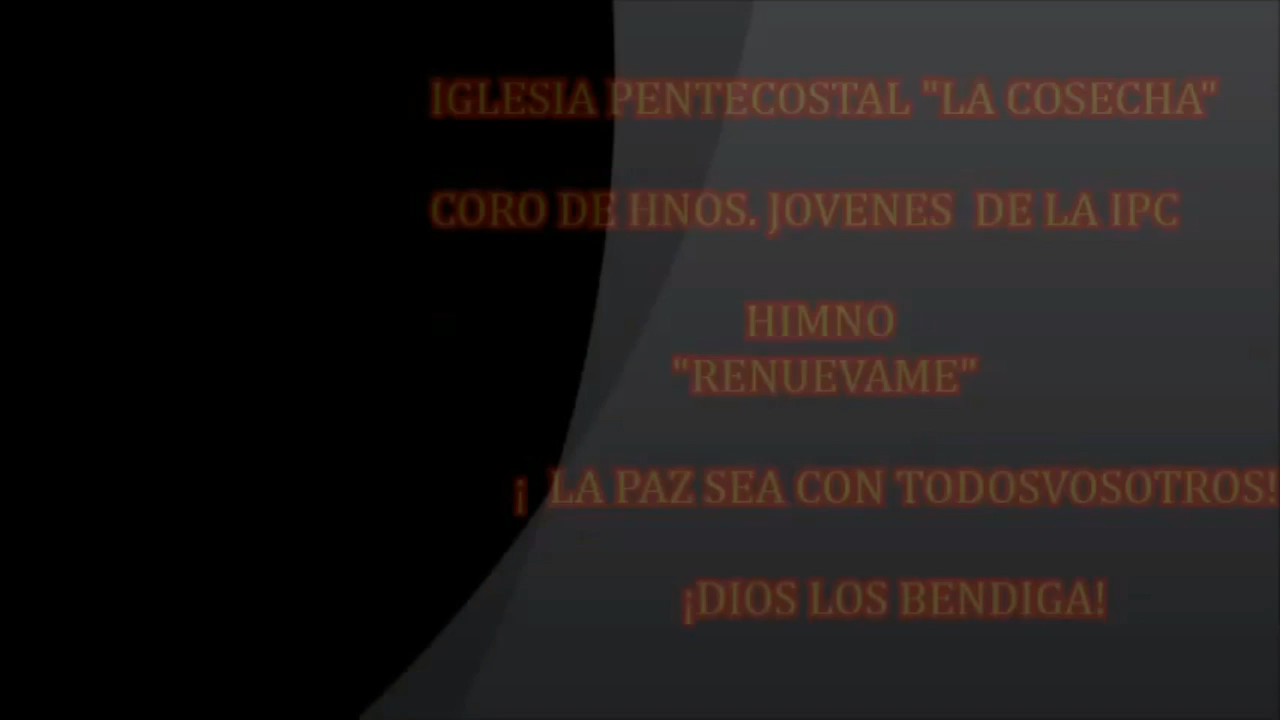 IGLESIA PENTECOSTAL "LA COSECHA"
CORO DE HNOS. JOVENES DE LA IPC
HIMNO
"RENUEVAME"
¡ LA PAZ SEA CON TODOSVOSOTROS!
¡DIOS LOS BENDIGA!